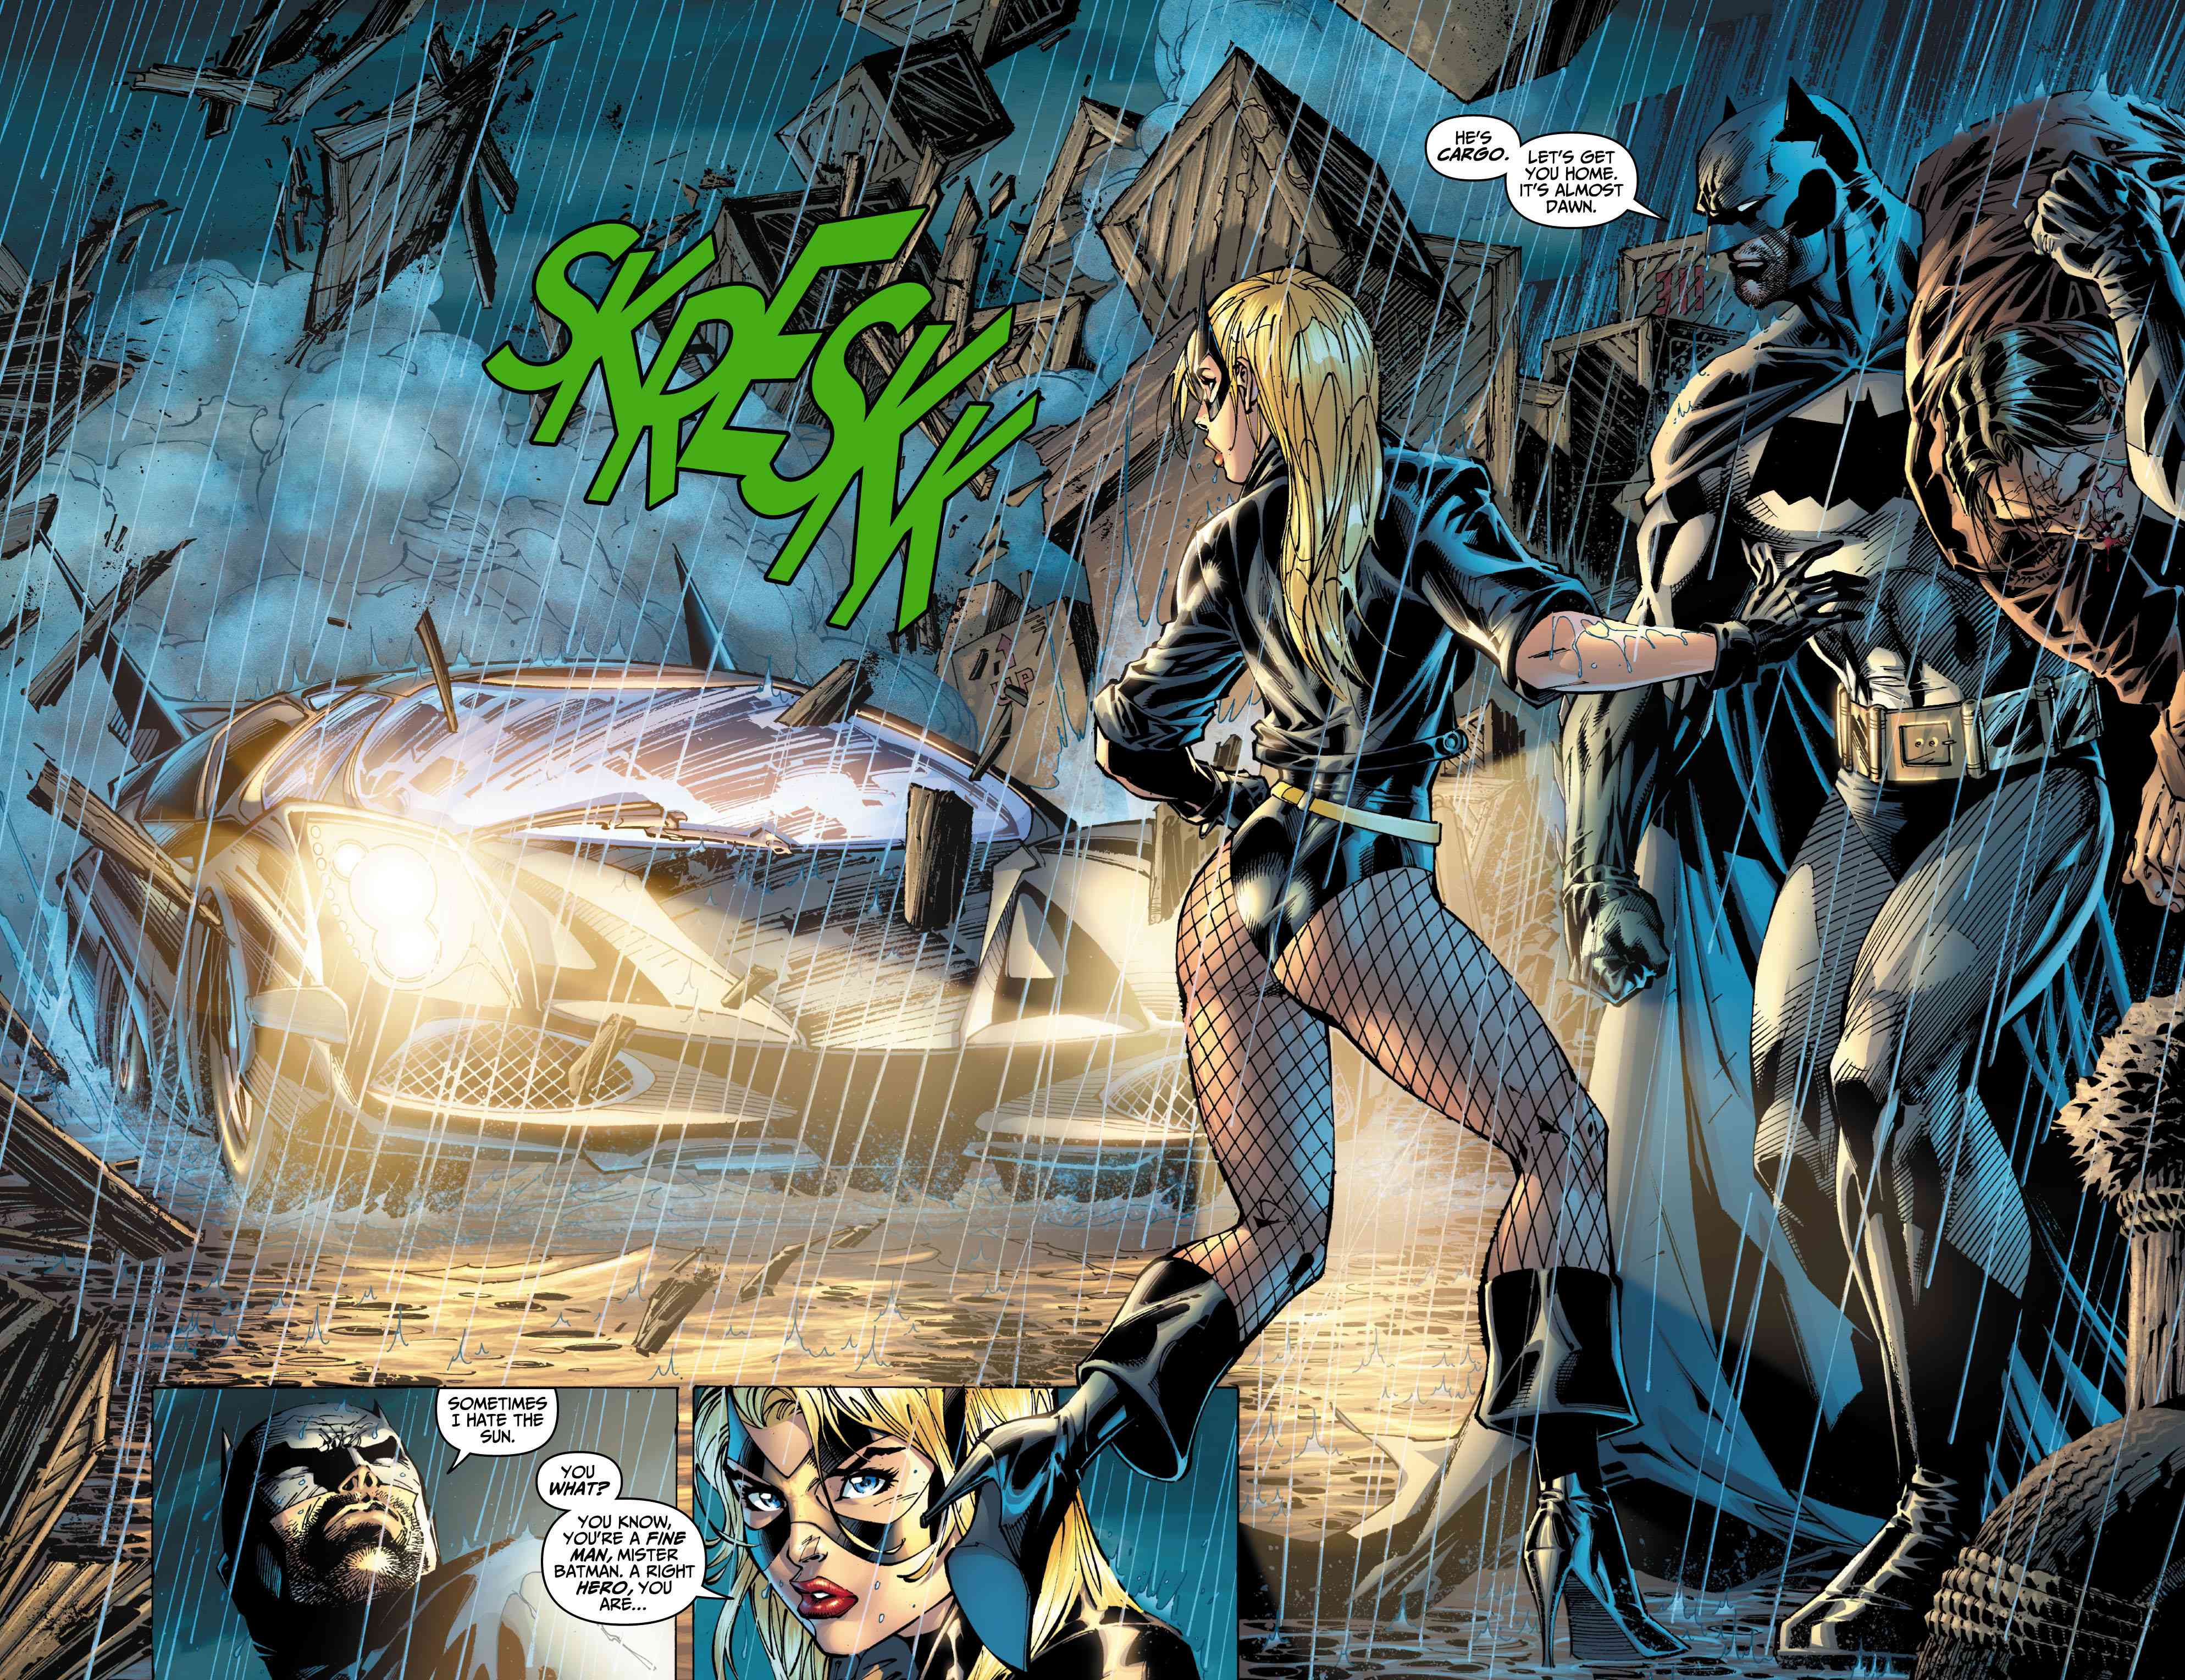 HE'S
CARGO.
LET'S GET
YOU HOME.
IT'S ALMOST
DAWN.
SKREESKK
SOMETIMES
I HATE THE
SUN.
YOU
WHAT?
YOU KNOW,
YOU'RE A FINE
MAN, MISTER
BATMAN. A RIGHT
HERO, YOU
ARE...